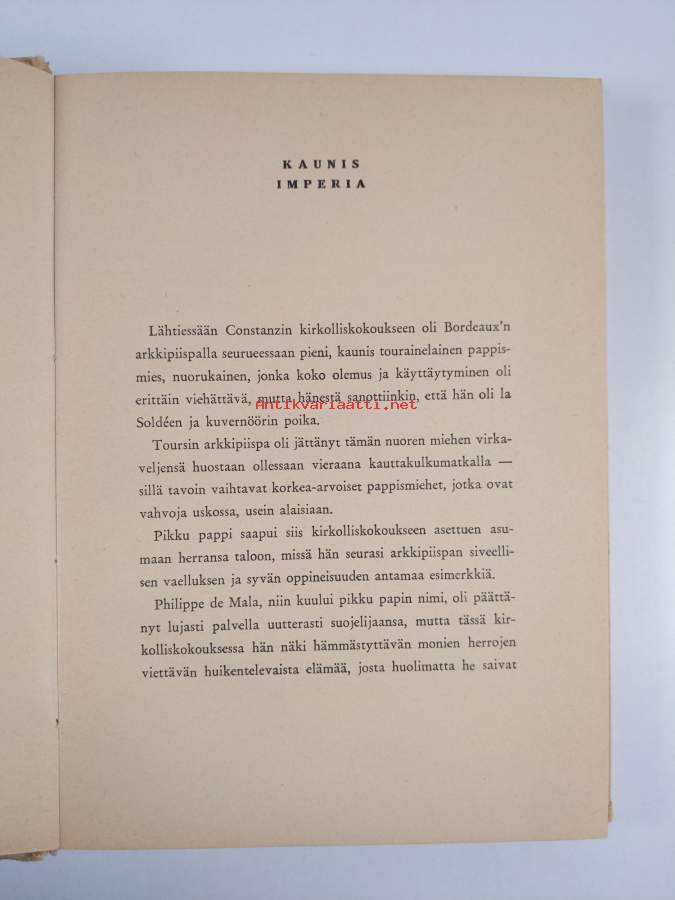 KAUNIS
IMPERIA
Lähtiessään Constanzin kirkolliskokoukseen oli Bordeaux'n
arkkipiispalla seurueessaan pieni, kaunis tourainelainen pappis-
mies, nuorukainen, jonka koko olemus ja käyttäytyminen oli
erittäin viehättävä, mutta hänestä sanottiinkin, että hän oli la
Antikvariaatti.net
Soldéen ja kuvernöörin poika.
Toursin arkkipiispa oli jättänyt tämän nuoren miehen virka-
veljensä huostaan ollessaan vieraana kauttakulkumatkalla —
sillä tavoin vaihtavat korkea-arvoiset pappismiehet, jotka ovat
vahvoja uskossa, usein alaisiaan.
Pikku pappi saapui siis kirkolliskokoukseen asettuen asu-
maan herransa taloon, missä hän seurasi arkkipiispan siveelli-
sen vaelluksen ja syvän oppineisuuden antamaa esimerkkiä.
Philippe de Mala, niin kuului pikku papin nimi, oli päättä-
nyt lujasti palvella uutterasti suojelijaansa, mutta tässä kir-
kolliskokouksessa hän näki hämmästyttävän monien herrojen
viettävän huikentelevaista elämää, josta huolimatta he saivat